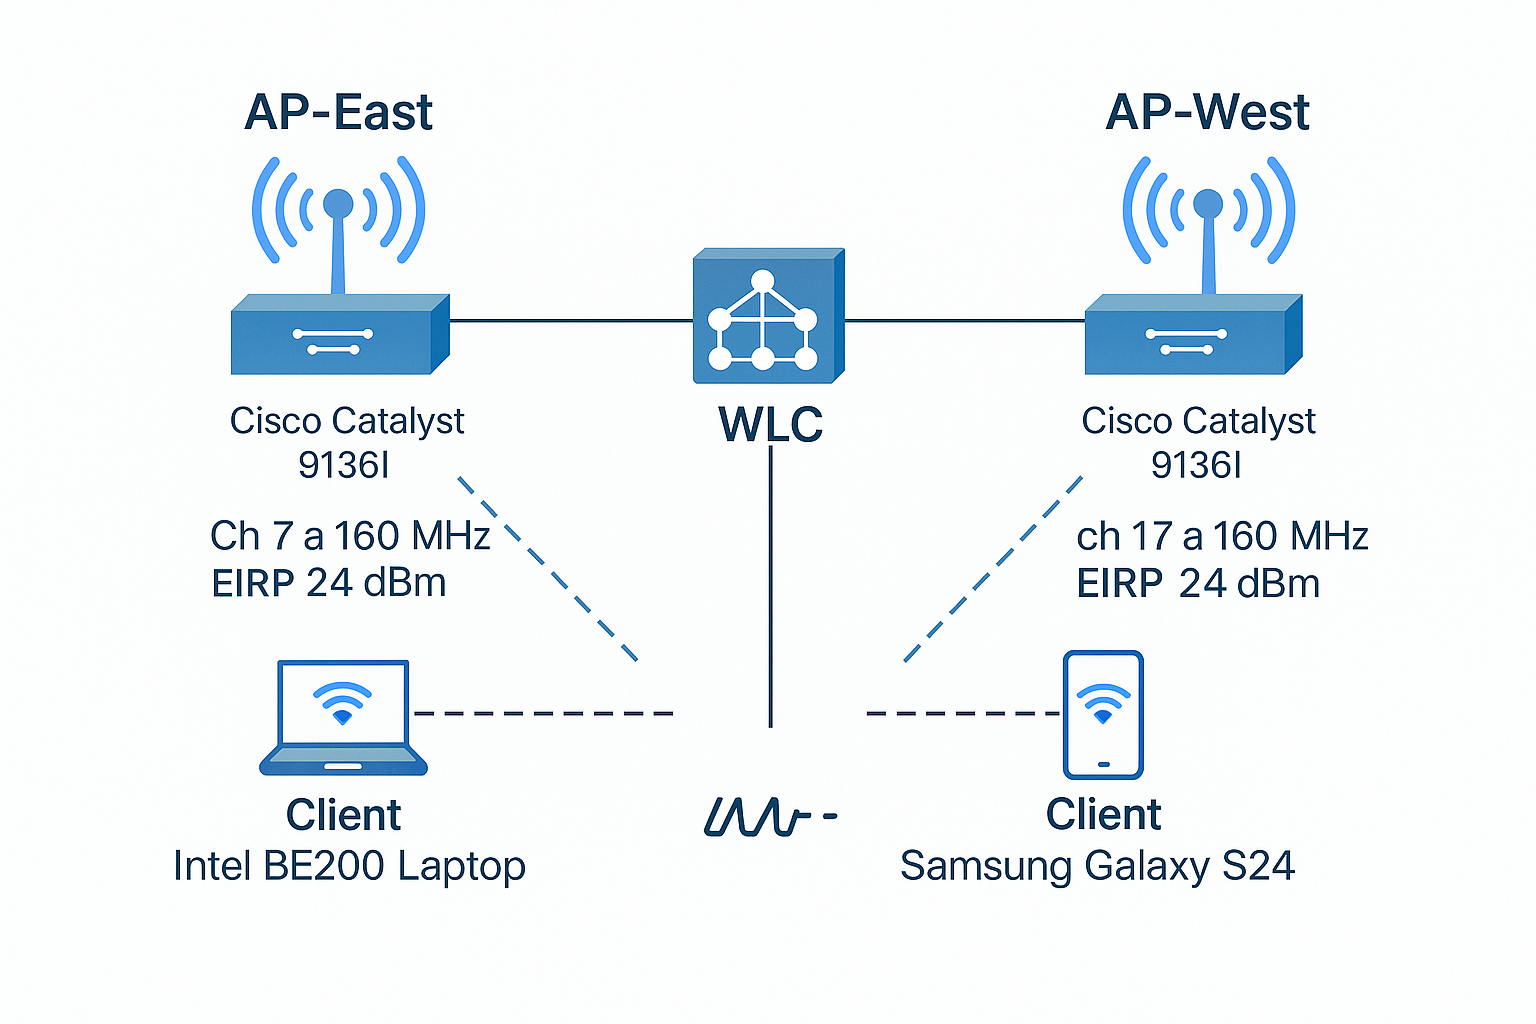 AP-East
AP-West
Cisco Catalyst
9136I
WLC
Cisco Catalyst
9136I
Ch 7 a 160 MHz
EIRP 24 dBm
ch 17 a 160 MHz
EIRP 24 dBm
Client
Intel BE200 Laptop
Client
Samsung Galaxy S24